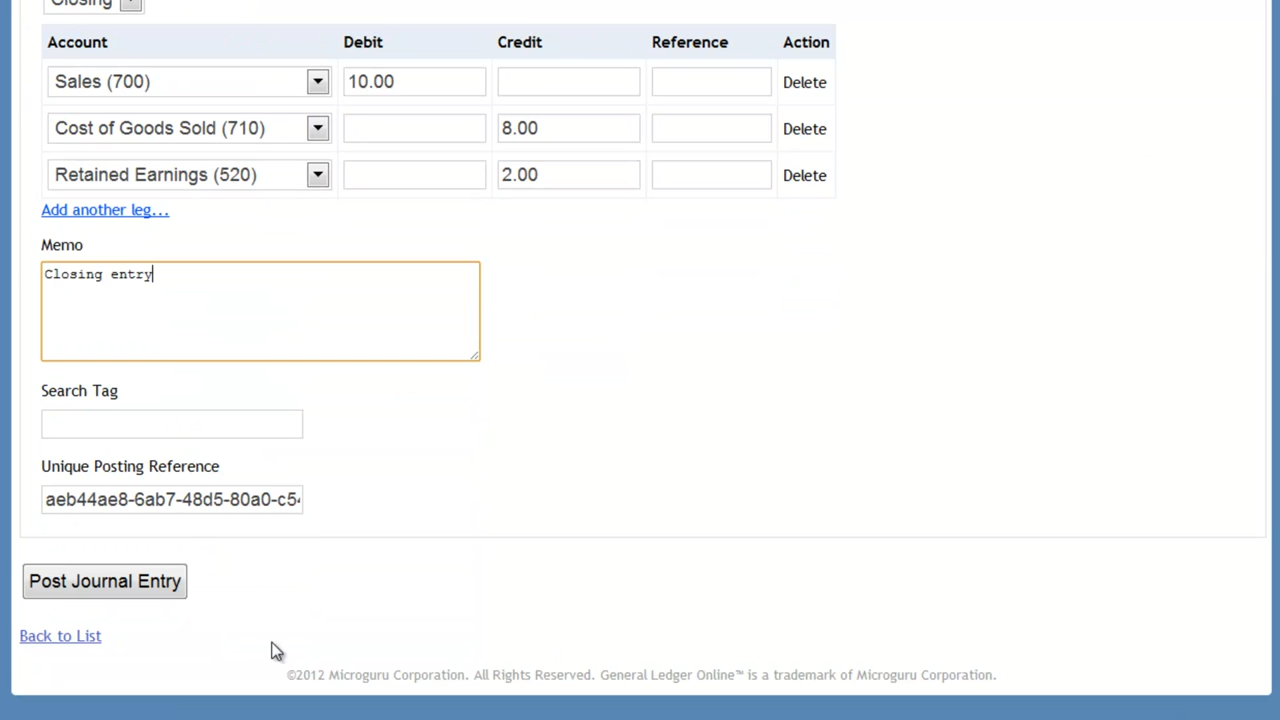 Closing
Account Debit Credit Reference Action
Sales (700) 10.00 Delete
Cost of Goods Sold (710) 8.00 Delete
Retained Earnings (520) 2.00 Delete
Add another leg...
Memo
Closing entry
Search Tag
Unique Posting Reference
aeb44ae8-6ab7-48d5-80a0-c54
Post Journal Entry
Back to List
©2012 Microguru Corporation. All Rights Reserved. General Ledger Online™ is a trademark of Microguru Corporation.